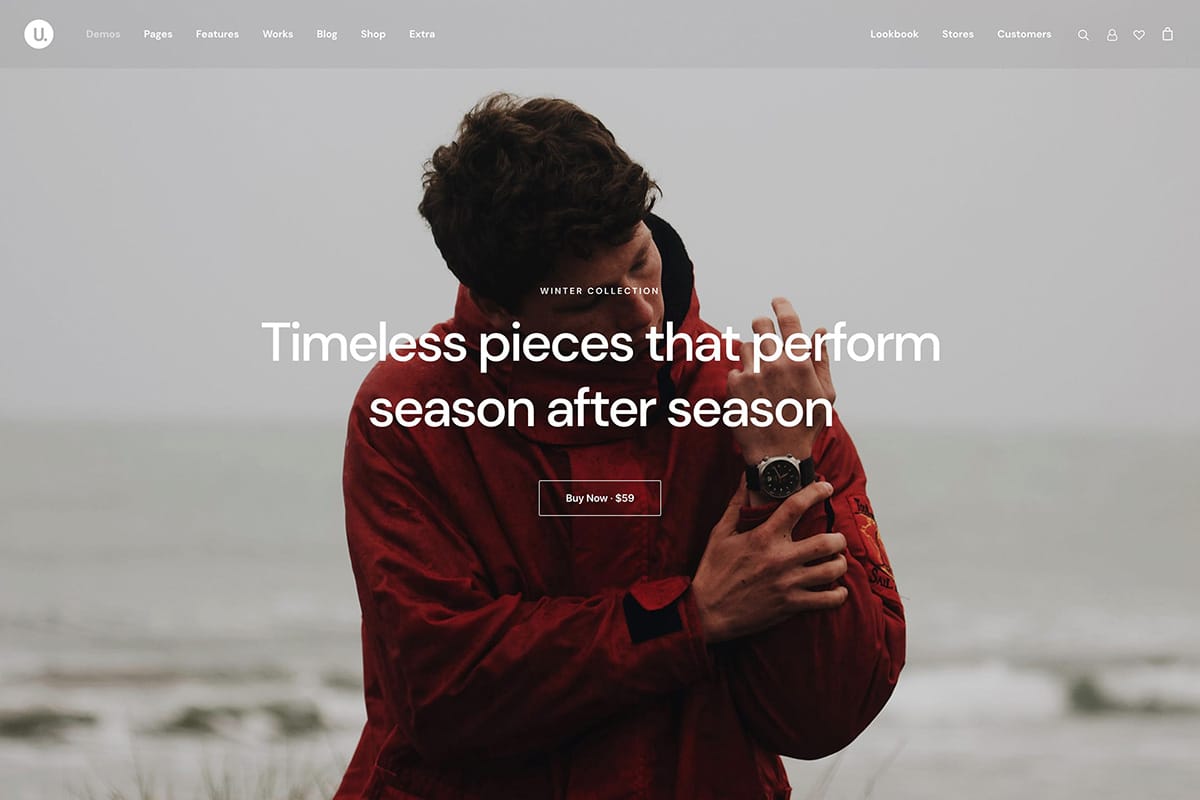 U.
Demos Pages Features Works Blog Shop Extra Lookbook Stores Customers
WINTER COLLECTION
Timeless pieces that perform
season after season
Buy Now · $59